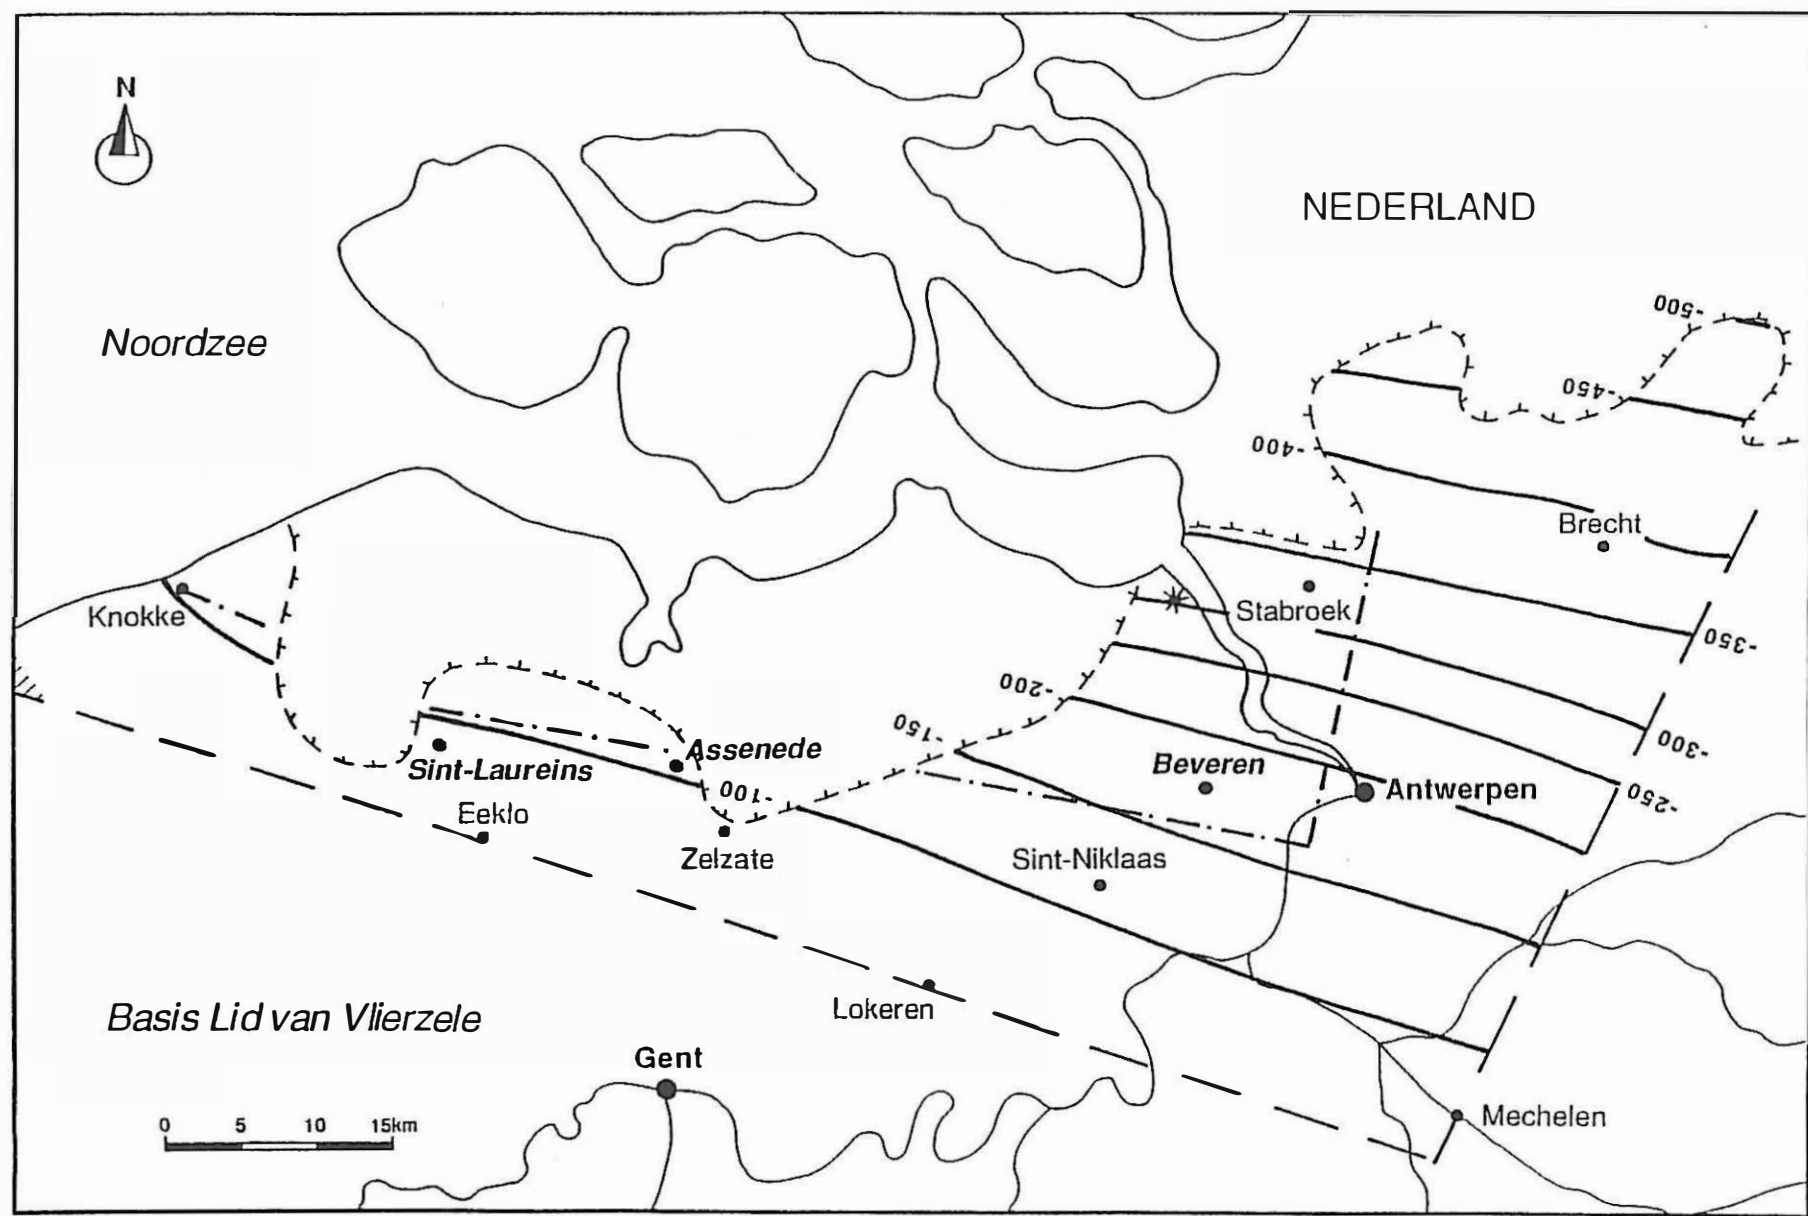 N
NEDERLAND
Noordzee
-500
-450
-400
Brecht
Knokke
Stabroek
-350
-200
-300
-150
Assenede
Beveren
Sint-Laureins
-100
Antwerpen
-250
Eeklo
Zelzate
Sint-Niklaas
Lokeren
Basis Lid van Vlierzele
Gent
Mechelen
0 5 10 15km